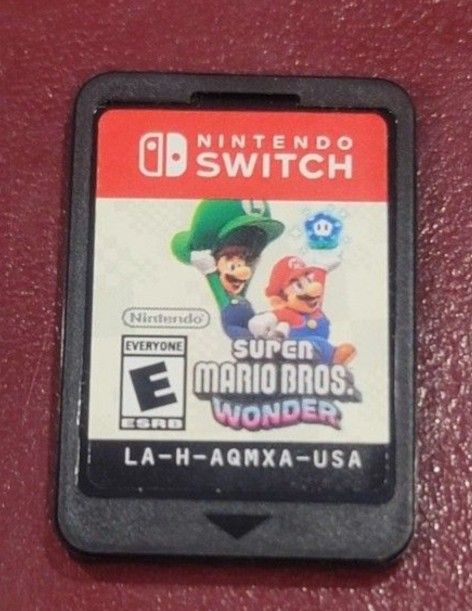 NINTENDO
SWITCH
L
Nintendo
EVERYONE
E
ESRB
SUPER
MARIO BROS.
WONDER
LA-H-AQMXA-USA